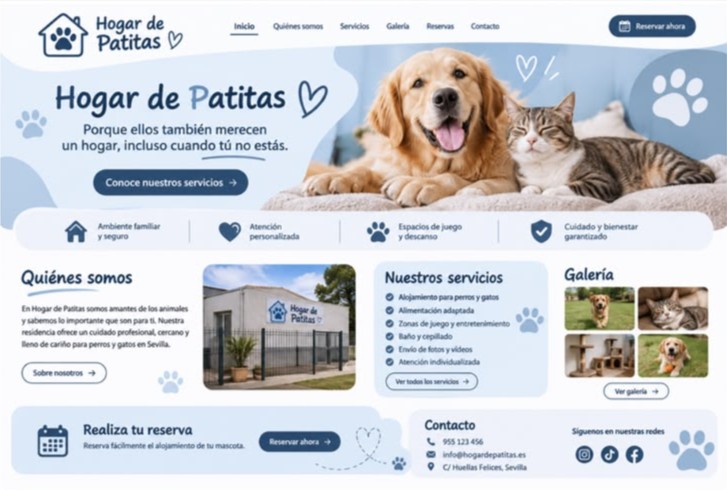 Hogar de
Patitas
Inicio
Quiénes somos
Servicios
Galería
Reservas
Contacto
Reservar ahora
Hogar de Patitas
Porque ellos también merecen
un hogar, incluso cuando tú no estás.
Conoce nuestros servicios →
Ambiente familiar
y seguro
Atención
personalizada
Espacios de juego
y descanso
Cuidado y bienestar
garantizado
Quiénes somos
En Hogar de Patitas somos amantes de los animales
y sabemos lo importante que son para ti. Nuestra
residencia ofrece un cuidado profesional, cercano y
lleno de cariño para perros y gatos en Sevilla.
Sobre nosotros →
Hogar de
Patitas
Nuestros servicios
Alojamiento para perros y gatos
Alimentación adaptada
Zonas de juego y entretenimiento
Baño y cepillado
Envío de fotos y vídeos
Atención individualizada
Ver todos los servicios →
Galería
Ver galería →
Realiza tu reserva
Reserva fácilmente el alojamiento de tu mascota.
Reservar ahora →
Contacto
955 123 456
info@hogardepatitas.es
C/ Huellas Felices, Sevilla
Síguenos en nuestras redes